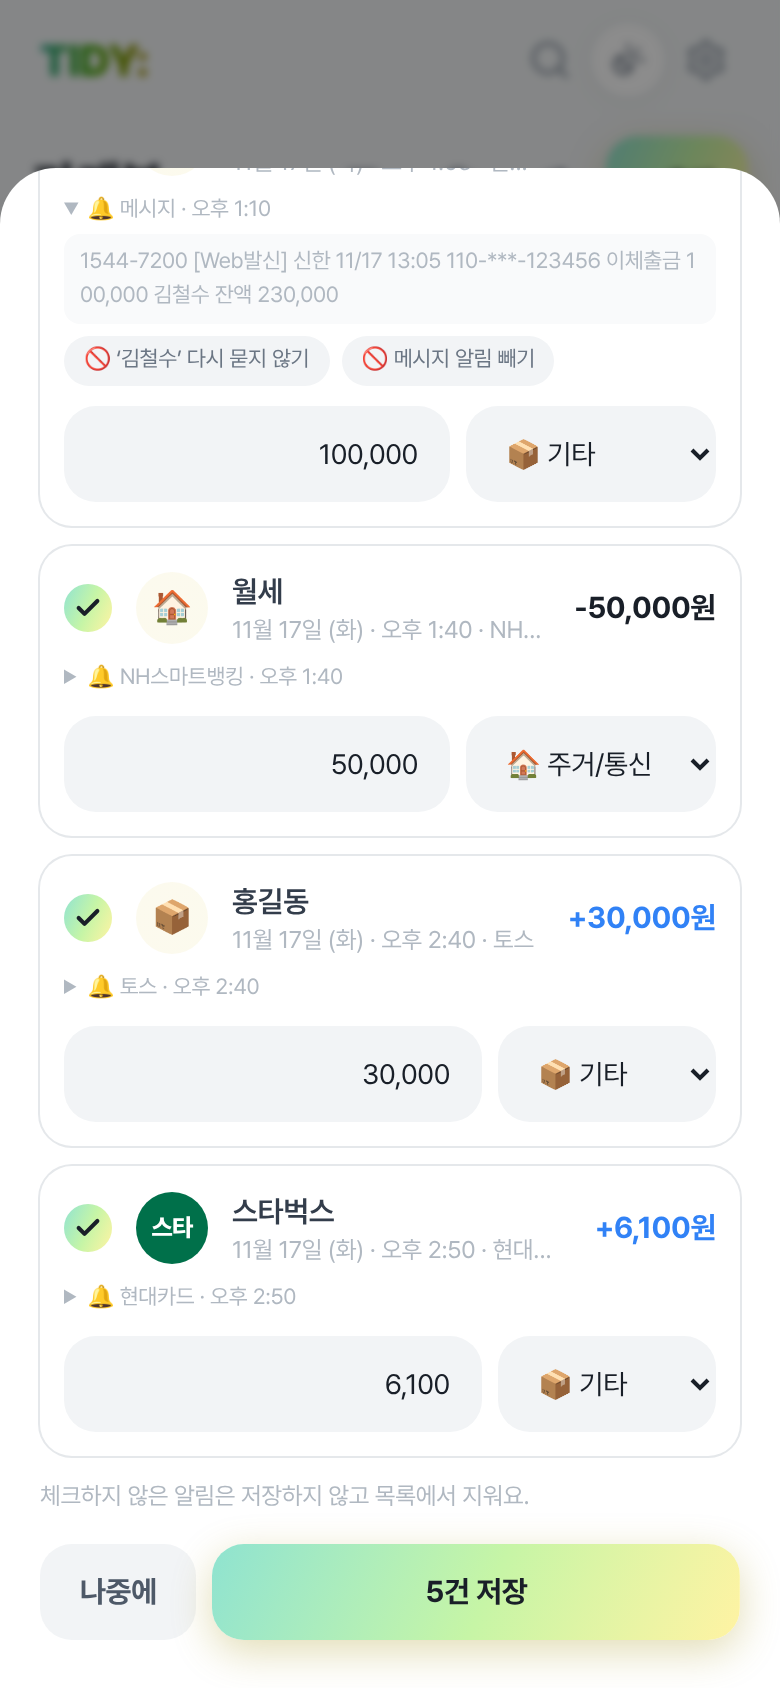 TIDY:
메시지 · 오후 1:10
1544-7200 [Web발신] 신한 11/17 13:05 110-***-123456 이체출금 1
00,000 김철수 잔액 230,000
‘김철수’ 다시 묻지 않기
메시지 알림 빼기
100,000
기타
월세
-50,000원
11월 17일 (화) · 오후 1:40 · NH...
NH스마트뱅킹 · 오후 1:40
50,000
주거/통신
홍길동
+30,000원
11월 17일 (화) · 오후 2:40 · 토스
토스 · 오후 2:40
30,000
기타
스타
스타벅스
+6,100원
11월 17일 (화) · 오후 2:50 · 현대...
현대카드 · 오후 2:50
6,100
기타
체크하지 않은 알림은 저장하지 않고 목록에서 지워요.
나중에
5건 저장